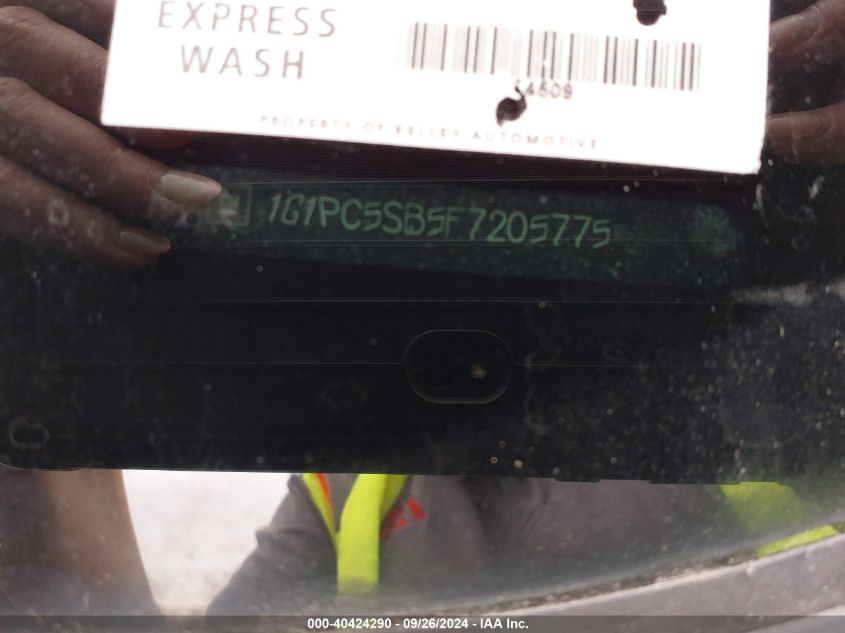 EXPRESS
WASH
54509
PROPERTY OF KELLEY AUTOMOTIVE
1G1PC5SB5F7205775
000-40424290 - 09/26/2024 - IAA Inc.